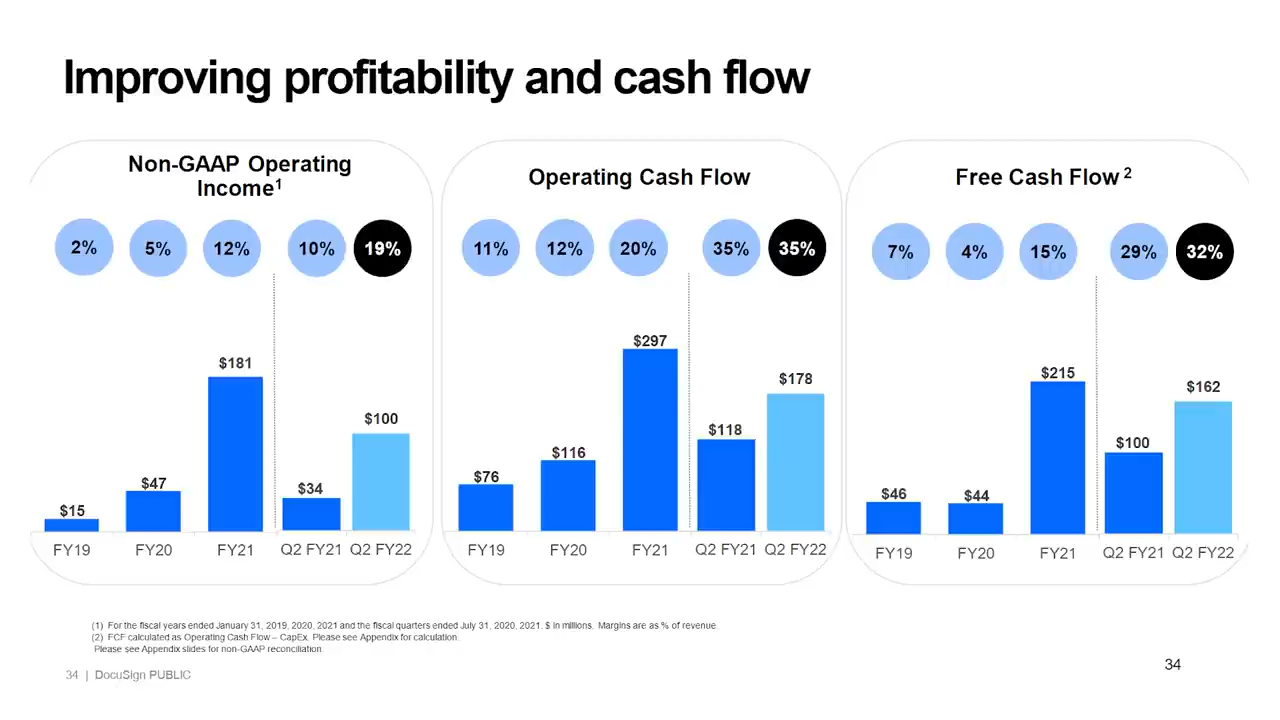 Improving profitability and cash flow
Non-GAAP Operating
Income1
2% 5% 12% 10% 19%
$15 $47 $181 $34 $100
FY19 FY20 FY21 Q2 FY21 Q2 FY22
Operating Cash Flow
11% 12% 20% 35% 35%
$76 $116 $297 $118 $178
FY19 FY20 FY21 Q2 FY21 Q2 FY22
Free Cash Flow 2
7% 4% 15% 29% 32%
$46 $44 $215 $100 $162
FY19 FY20 FY21 Q2 FY21 Q2 FY22
(1) For the fiscal years ended January 31, 2019, 2020, 2021 and the fiscal quarters ended July 31, 2020, 2021. $ in millions. Margins are as % of revenue
(2) FCF calculated as Operating Cash Flow – CapEx. Please see Appendix for calculation.
Please see Appendix slides for non-GAAP reconciliation.
34 | DocuSign PUBLIC
34